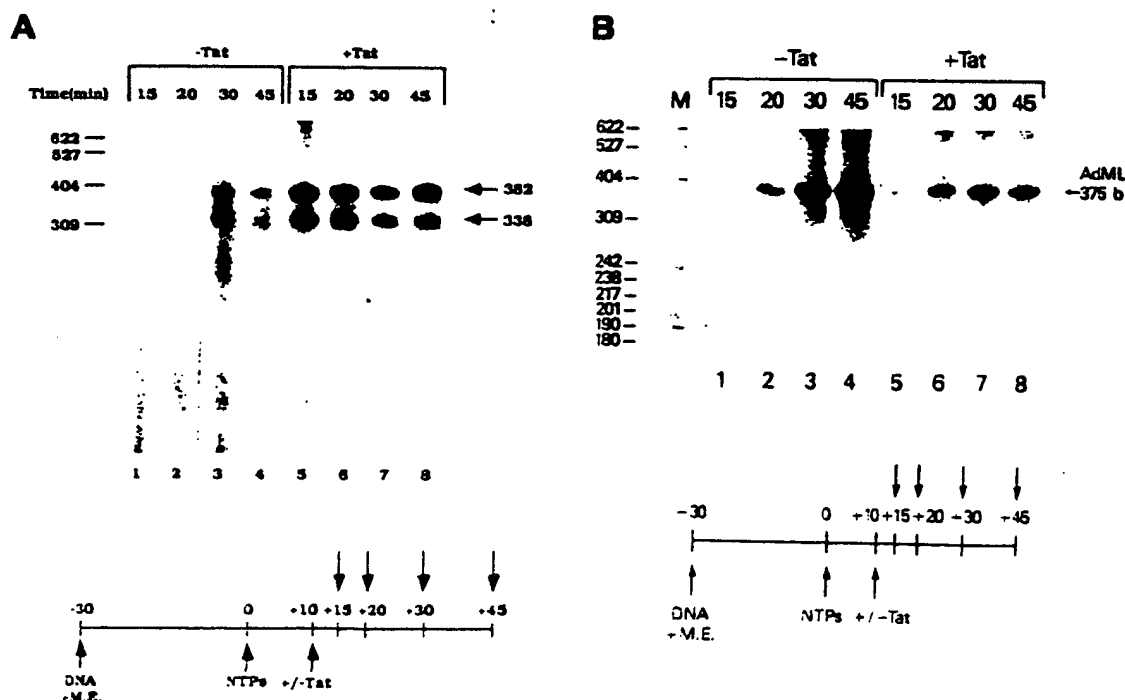 A
-Tat +Tat
Time(min) 15 20 30 45 15 20 30 45
622
527
404
382
338
309
1 2 3 4 5 6 7 8
-30 0 +10 +15 +20 +30 +45
DNA NTPs +/-Tat
+M.E.
B
-Tat +Tat
M 15 20 30 45 15 20 30 45
622
527
404
AdML
375 b
309
242
238
217
201
190
180
1 2 3 4 5 6 7 8
-30 0 +10 +15 +20 +30 +45
DNA NTPs +/-Tat
+M.E.